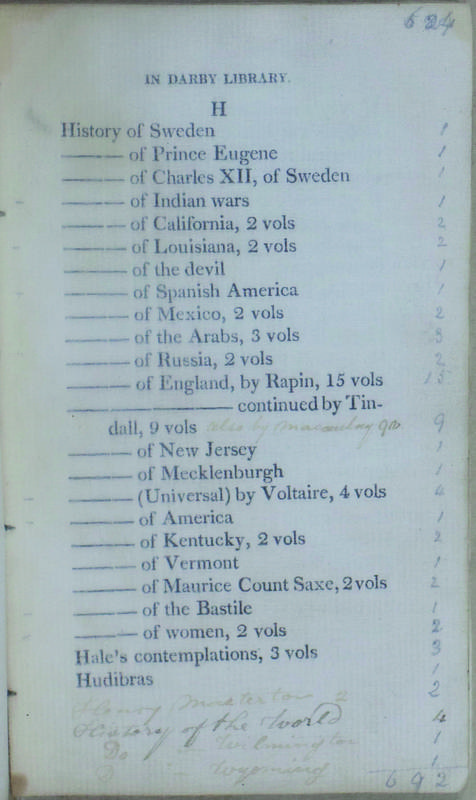 624
IN DARBY LIBRARY.
H
History of Sweden 1
——— of Prince Eugene 1
——— of Charles XII, of Sweden 1
——— of Indian wars 1
——— of California, 2 vols 2
——— of Louisiana, 2 vols 2
——— of the devil 1
——— of Spanish America 1
——— of Mexico, 2 vols 2
——— of the Arabs, 3 vols 3
——— of Russia, 2 vols 2
——— of England, by Rapin, 15 vols 15
————————— continued by Tin-
dall, 9 vols also by Macaulay 9
——— of New Jersey 1
——— of Mecklenburgh 1
——— (Universal) by Voltaire, 4 vols 4
——— of America 1
——— of Kentucky, 2 vols 2
——— of Vermont 1
——— of Maurice Count Saxe, 2 vols 2
——— of the Bastile 1
——— of women, 2 vols 2
Hale's contemplations, 3 vols 3
Hudibras 1
Henry Masterton 2 2
History of the World 4
Do — Wilmington 1
D — Wyoming 1
692